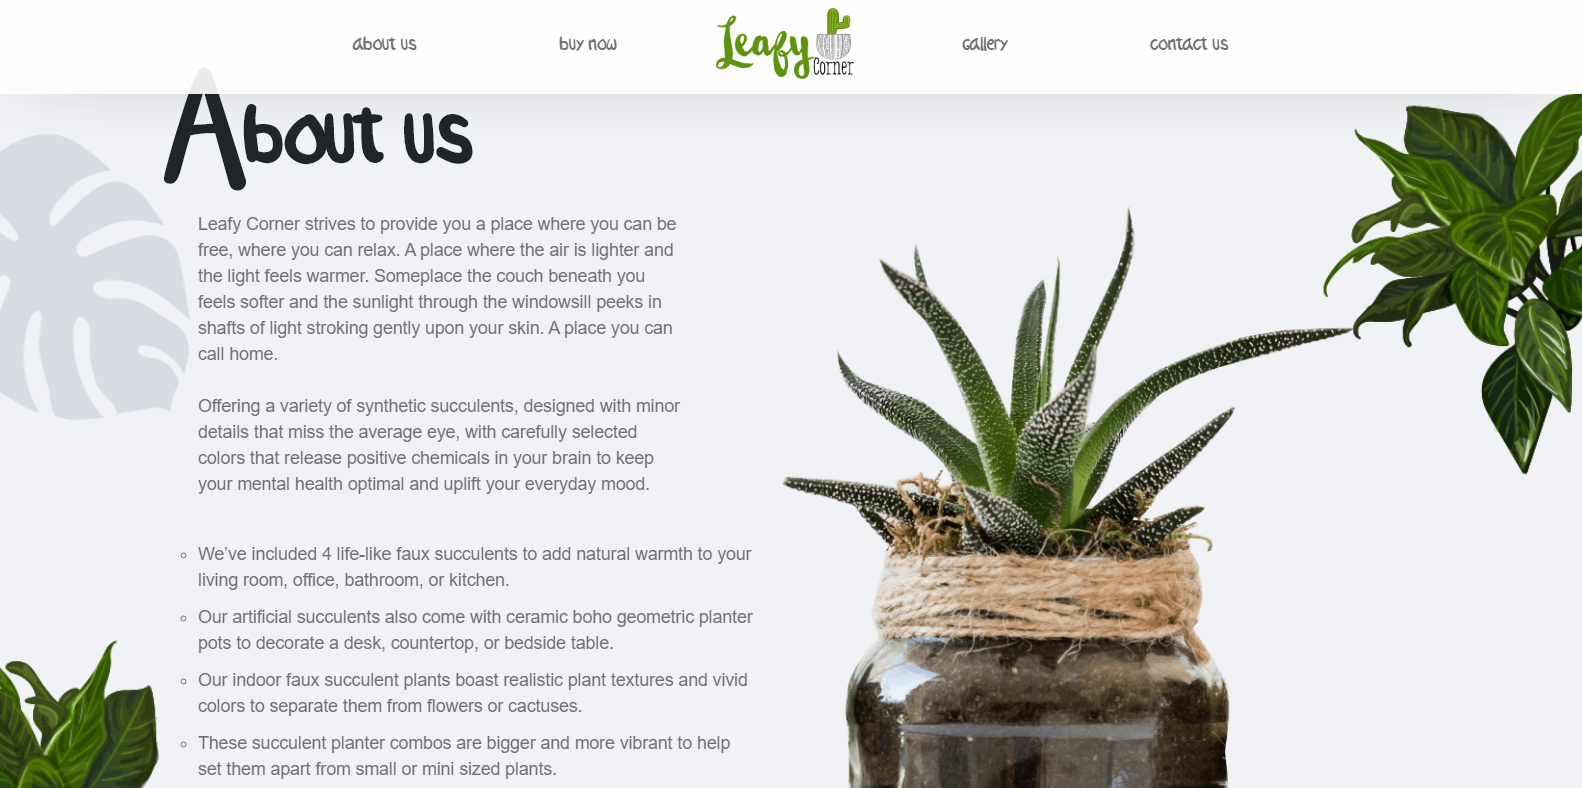 about us
buy now
Leafy
Corner
gallery
contact us
About us
Leafy Corner strives to provide you a place where you can be
free, where you can relax. A place where the air is lighter and
the light feels warmer. Someplace the couch beneath you
feels softer and the sunlight through the windowsill peeks in
shafts of light stroking gently upon your skin. A place you can
call home.
Offering a variety of synthetic succulents, designed with minor
details that miss the average eye, with carefully selected
colors that release positive chemicals in your brain to keep
your mental health optimal and uplift your everyday mood.
We’ve included 4 life-like faux succulents to add natural warmth to your
living room, office, bathroom, or kitchen.
Our artificial succulents also come with ceramic boho geometric planter
pots to decorate a desk, countertop, or bedside table.
Our indoor faux succulent plants boast realistic plant textures and vivid
colors to separate them from flowers or cactuses.
These succulent planter combos are bigger and more vibrant to help
set them apart from small or mini sized plants.